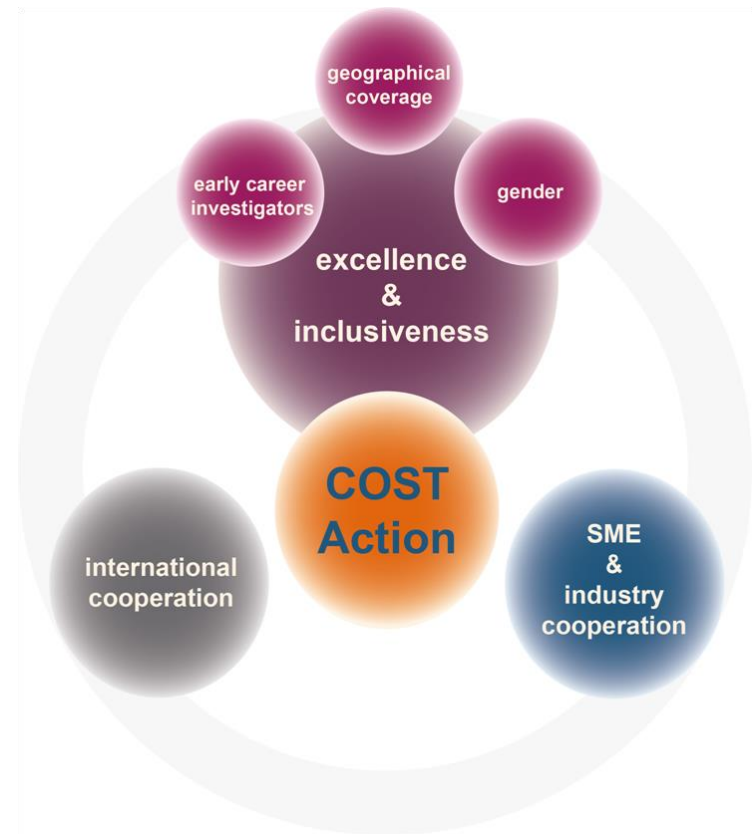 geographical
coverage
early career
investigators
gender
excellence
&
inclusiveness
COST
Action
international
cooperation
SME
&
industry
cooperation